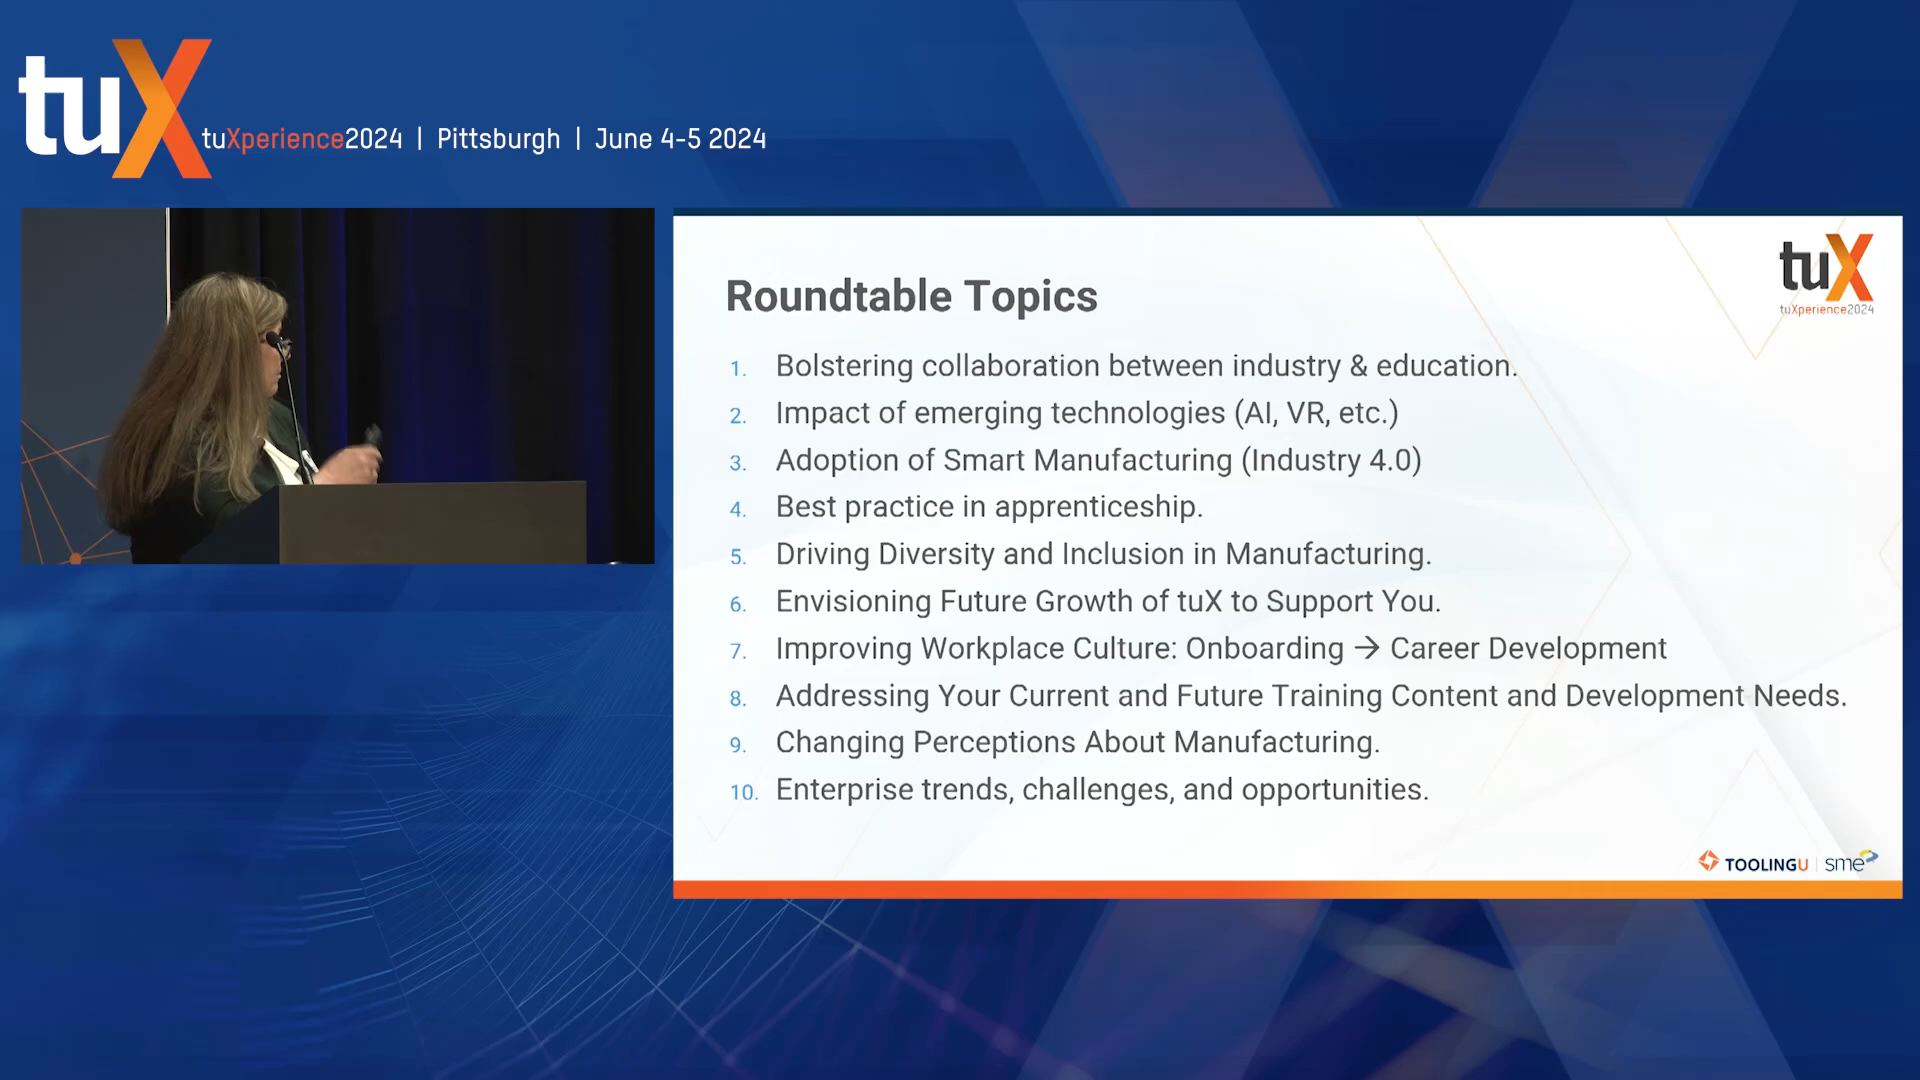 tuX
tuXperience2024 | Pittsburgh | June 4-5 2024
tuX
tuXperience2024
Roundtable Topics
1. Bolstering collaboration between industry & education.
2. Impact of emerging technologies (AI, VR, etc.)
3. Adoption of Smart Manufacturing (Industry 4.0)
4. Best practice in apprenticeship.
5. Driving Diversity and Inclusion in Manufacturing.
6. Envisioning Future Growth of tuX to Support You.
7. Improving Workplace Culture: Onboarding → Career Development
8. Addressing Your Current and Future Training Content and Development Needs.
9. Changing Perceptions About Manufacturing.
10. Enterprise trends, challenges, and opportunities.
TOOLINGU | sme